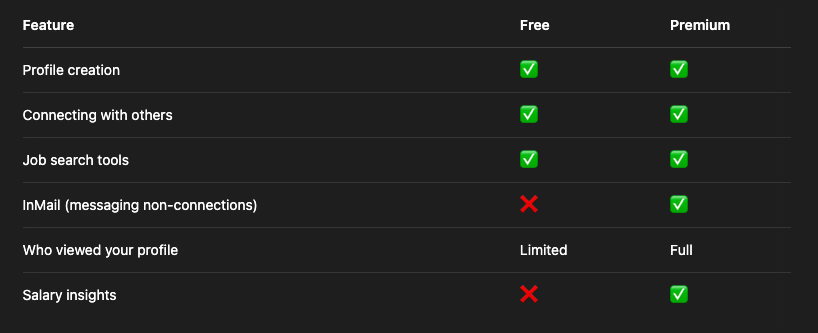 Feature Free Premium
Profile creation ✅ ✅
Connecting with others ✅ ✅
Job search tools ✅ ✅
InMail (messaging non-connections) ❌ ✅
Who viewed your profile Limited Full
Salary insights ❌ ✅